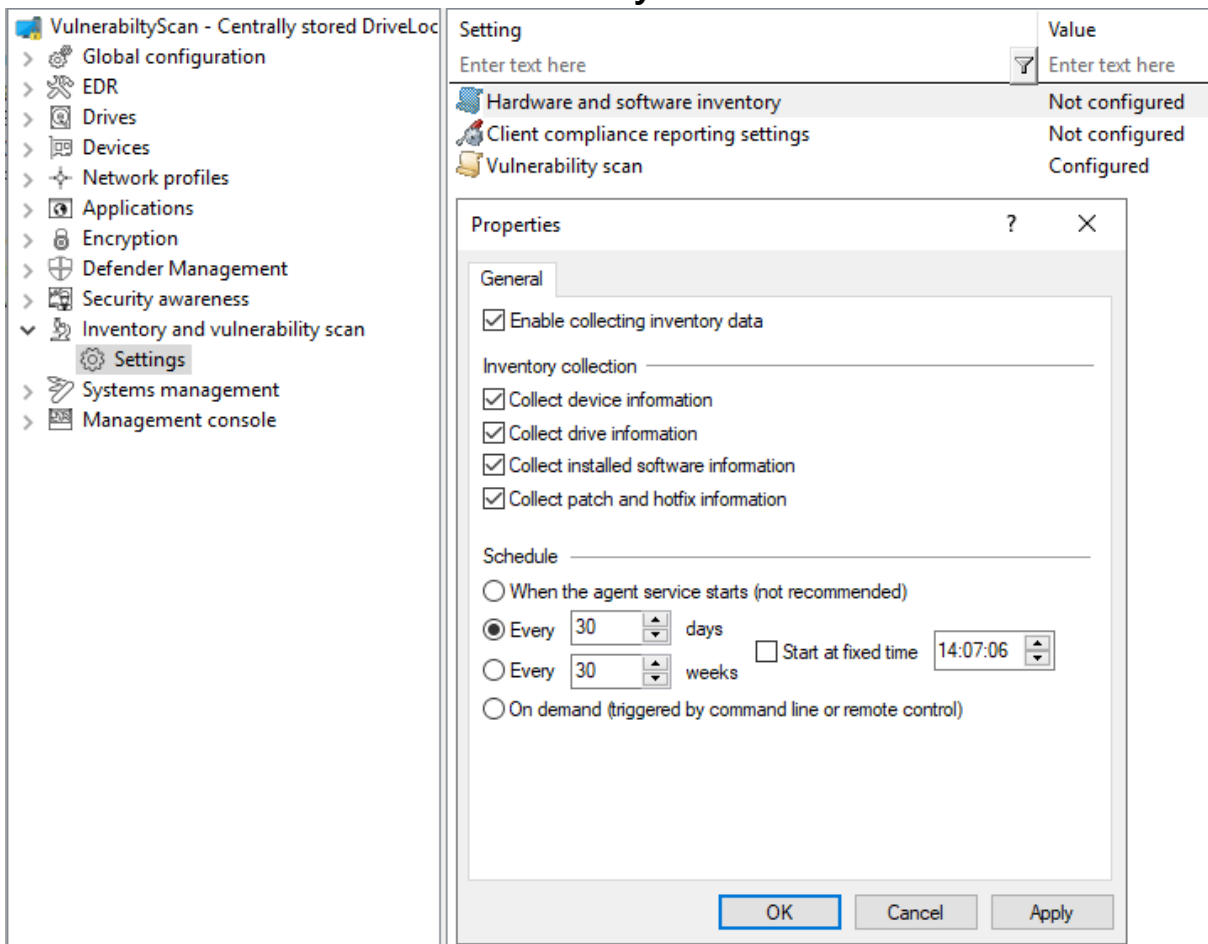 VulnerabiltyScan - Centrally stored DriveLoc
Global configuration
EDR
Drives
Devices
Network profiles
Applications
Encryption
Defender Management
Security awareness
Inventory and vulnerability scan
Settings
Systems management
Management console
Setting Value
Enter text here Enter text here
Hardware and software inventory Not configured
Client compliance reporting settings Not configured
Vulnerability scan Configured
Properties ? ×
General
Enable collecting inventory data
Inventory collection
Collect device information
Collect drive information
Collect installed software information
Collect patch and hotfix information
Schedule
When the agent service starts (not recommended)
Every 30 days
Start at fixed time 14:07:06
Every 30 weeks
On demand (triggered by command line or remote control)
OK Cancel Apply